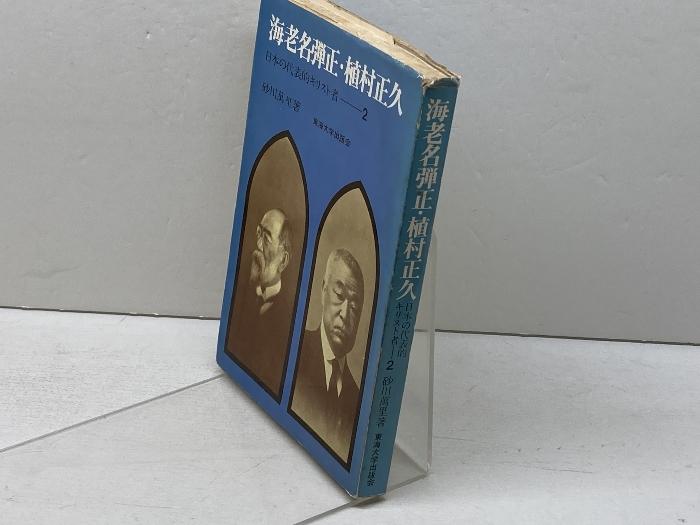 海老名弾正・植村正久
日本の代表的キリスト者——2
砂川萬里著
東海大学出版会
海老名弾正・植村正久
日本の代表的
キリスト者—2
砂川萬里著
東海大学出版会